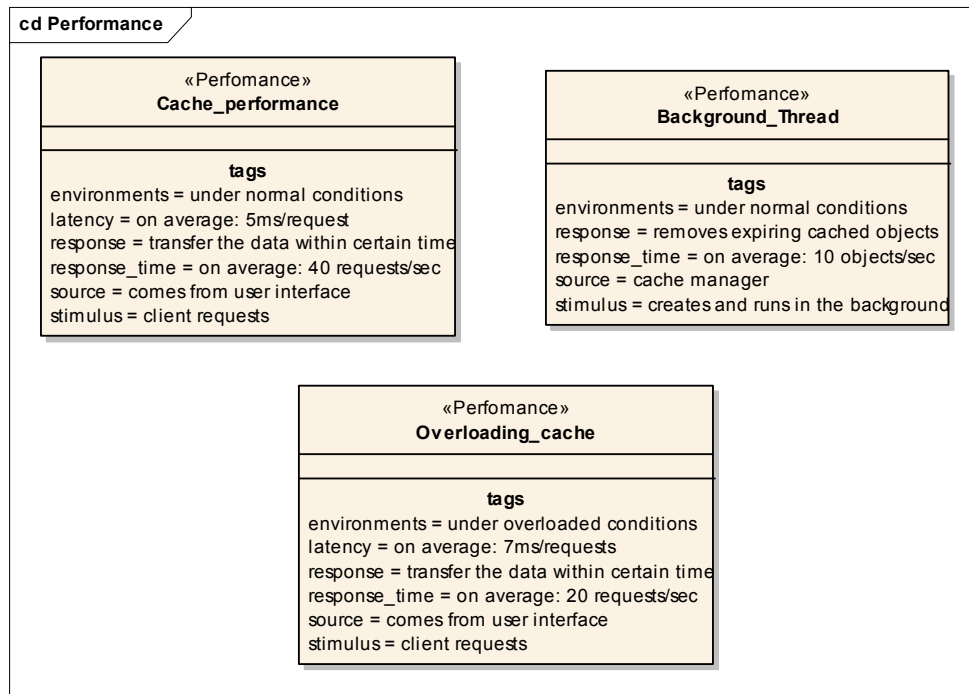 cd Performance
«Perfomance»
Cache_performance
tags
environments = under normal conditions
latency = on average: 5ms/request
response = transfer the data within certain time
response_time = on average: 40 requests/sec
source = comes from user interface
stimulus = client requests
«Perfomance»
Background_Thread
tags
environments = under normal conditions
response = removes expiring cached objects
response_time = on average: 10 objects/sec
source = cache manager
stimulus = creates and runs in the background
«Perfomance»
Overloading_cache
tags
environments = under overloaded conditions
latency = on average: 7ms/requests
response = transfer the data within certain time
response_time = on average: 20 requests/sec
source = comes from user interface
stimulus = client requests